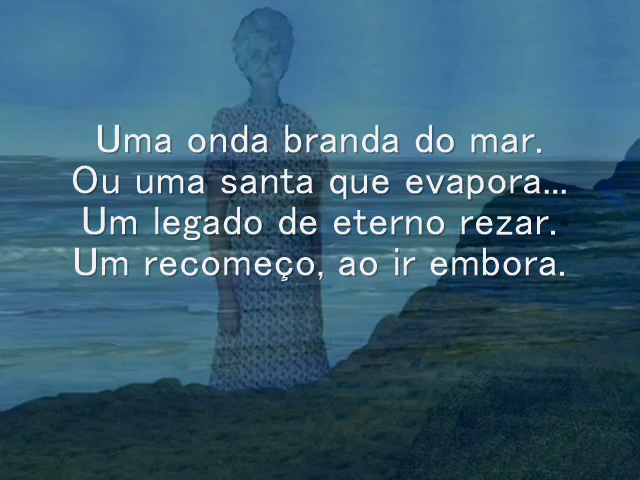 Uma onda branda do mar.
Ou uma santa que evapora...
Um legado de eterno rezar.
Um recomeço, ao ir embora.